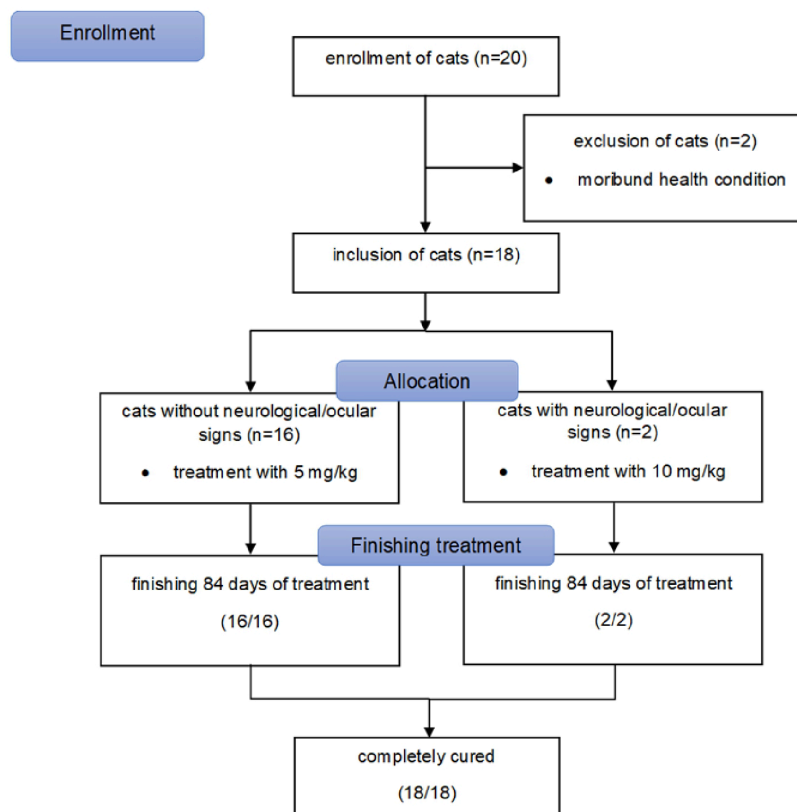 Enrollment
enrollment of cats (n=20)
exclusion of cats (n=2)
• moribund health condition
inclusion of cats (n=18)
Allocation
cats without neurological/ocular
signs (n=16)
• treatment with 5 mg/kg
cats with neurological/ocular
signs (n=2)
• treatment with 10 mg/kg
Finishing treatment
finishing 84 days of treatment
(16/16)
finishing 84 days of treatment
(2/2)
completely cured
(18/18)